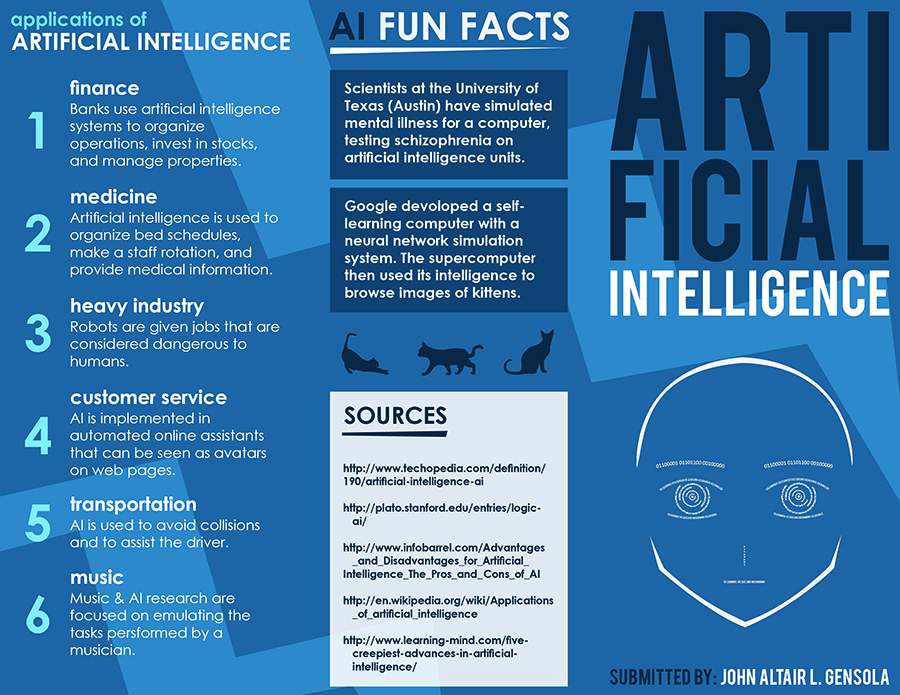 applications of
ARTIFICIAL INTELLIGENCE
1
finance
Banks use artificial intelligence
systems to organize
operations, invest in stocks,
and manage properties.
2
medicine
Artificial intelligence is used to
organize bed schedules,
make a staff rotation, and
provide medical information.
3
heavy industry
Robots are given jobs that are
considered dangerous to
humans.
4
customer service
AI is implemented in
automated online assistants
that can be seen as avatars
on web pages.
5
transportation
AI is used to avoid collisions
and to assist the driver.
6
music
Music & AI research are
focused on emulating the
tasks persformed by a
musician.
AI FUN FACTS
Scientists at the University of
Texas (Austin) have simulated
mental illness for a computer,
testing schizophrenia on
artificial intelligence units.
Google devoloped a self-
learning computer with a
neural network simulation
system. The supercomputer
then used its intelligence to
browse images of kittens.
SOURCES
http://www.techopedia.com/definition/
190/artificial-intelligence-ai
http://plato.stanford.edu/entries/logic-
ai/
http://www.infobarrel.com/Advantages
_and_Disadvantages_for_Artificial_
Intelligence_The_Pros_and_Cons_of_AI
http://en.wikipedia.org/wiki/Applications
_of_artificial_intelligence
http://www.learning-mind.com/five-
creepiest-advances-in-artificial-
intelligence/
ARTI
FICIAL
INTELLIGENCE
01100001 01101100 00100000
01100001 01101100 00100000
SUBMITTED BY: JOHN ALTAIR L. GENSOLA